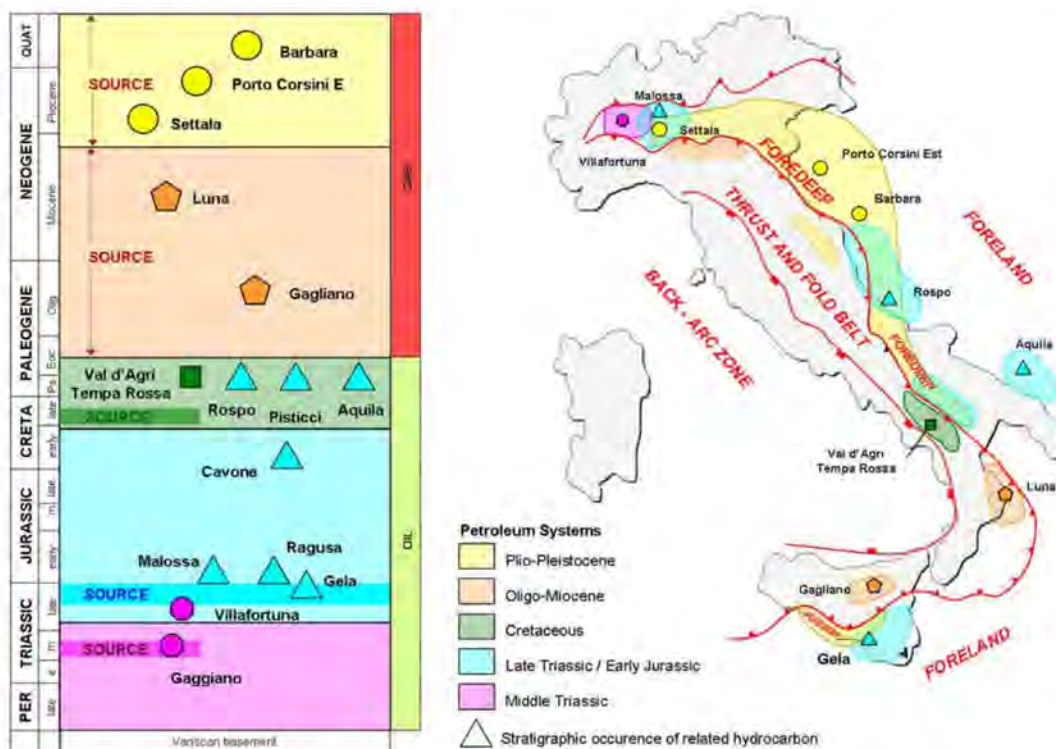 QUAT
NEOGENE
PALEOGENE
CRETA
JURASSIC
TRIASSIC
PER
Pliocene
Miocene
Olig
Eoc
Pa
late
early
late
m
early
late
m
e
late
SOURCE
Barbara
Porto Corsini E
Settala
Luna
SOURCE
Gagliano
Val d'Agri
Tempa Rossa
SOURCE
Rospo
Pisticci
Aquila
Cavone
Malossa
Ragusa
Gela
SOURCE
Villafortuna
SOURCE
Gaggiano
Variscan basement
OIL
Malossa
Settala
Villafortuna
Porto Corsini Est
Barbara
FOREDEEP
THRUST AND FOLD BELT
BACK - ARC ZONE
FORELAND
Rospo
Aquila
FOREDEEP
Val d'Agri
Tempa Rossa
Luna
Gagliano
Gela
FORELAND
Petroleum Systems
Plio-Pleistocene
Oligo-Miocene
Cretaceous
Late Triassic / Early Jurassic
Middle Triassic
Stratigraphic occurence of related hydrocarbon